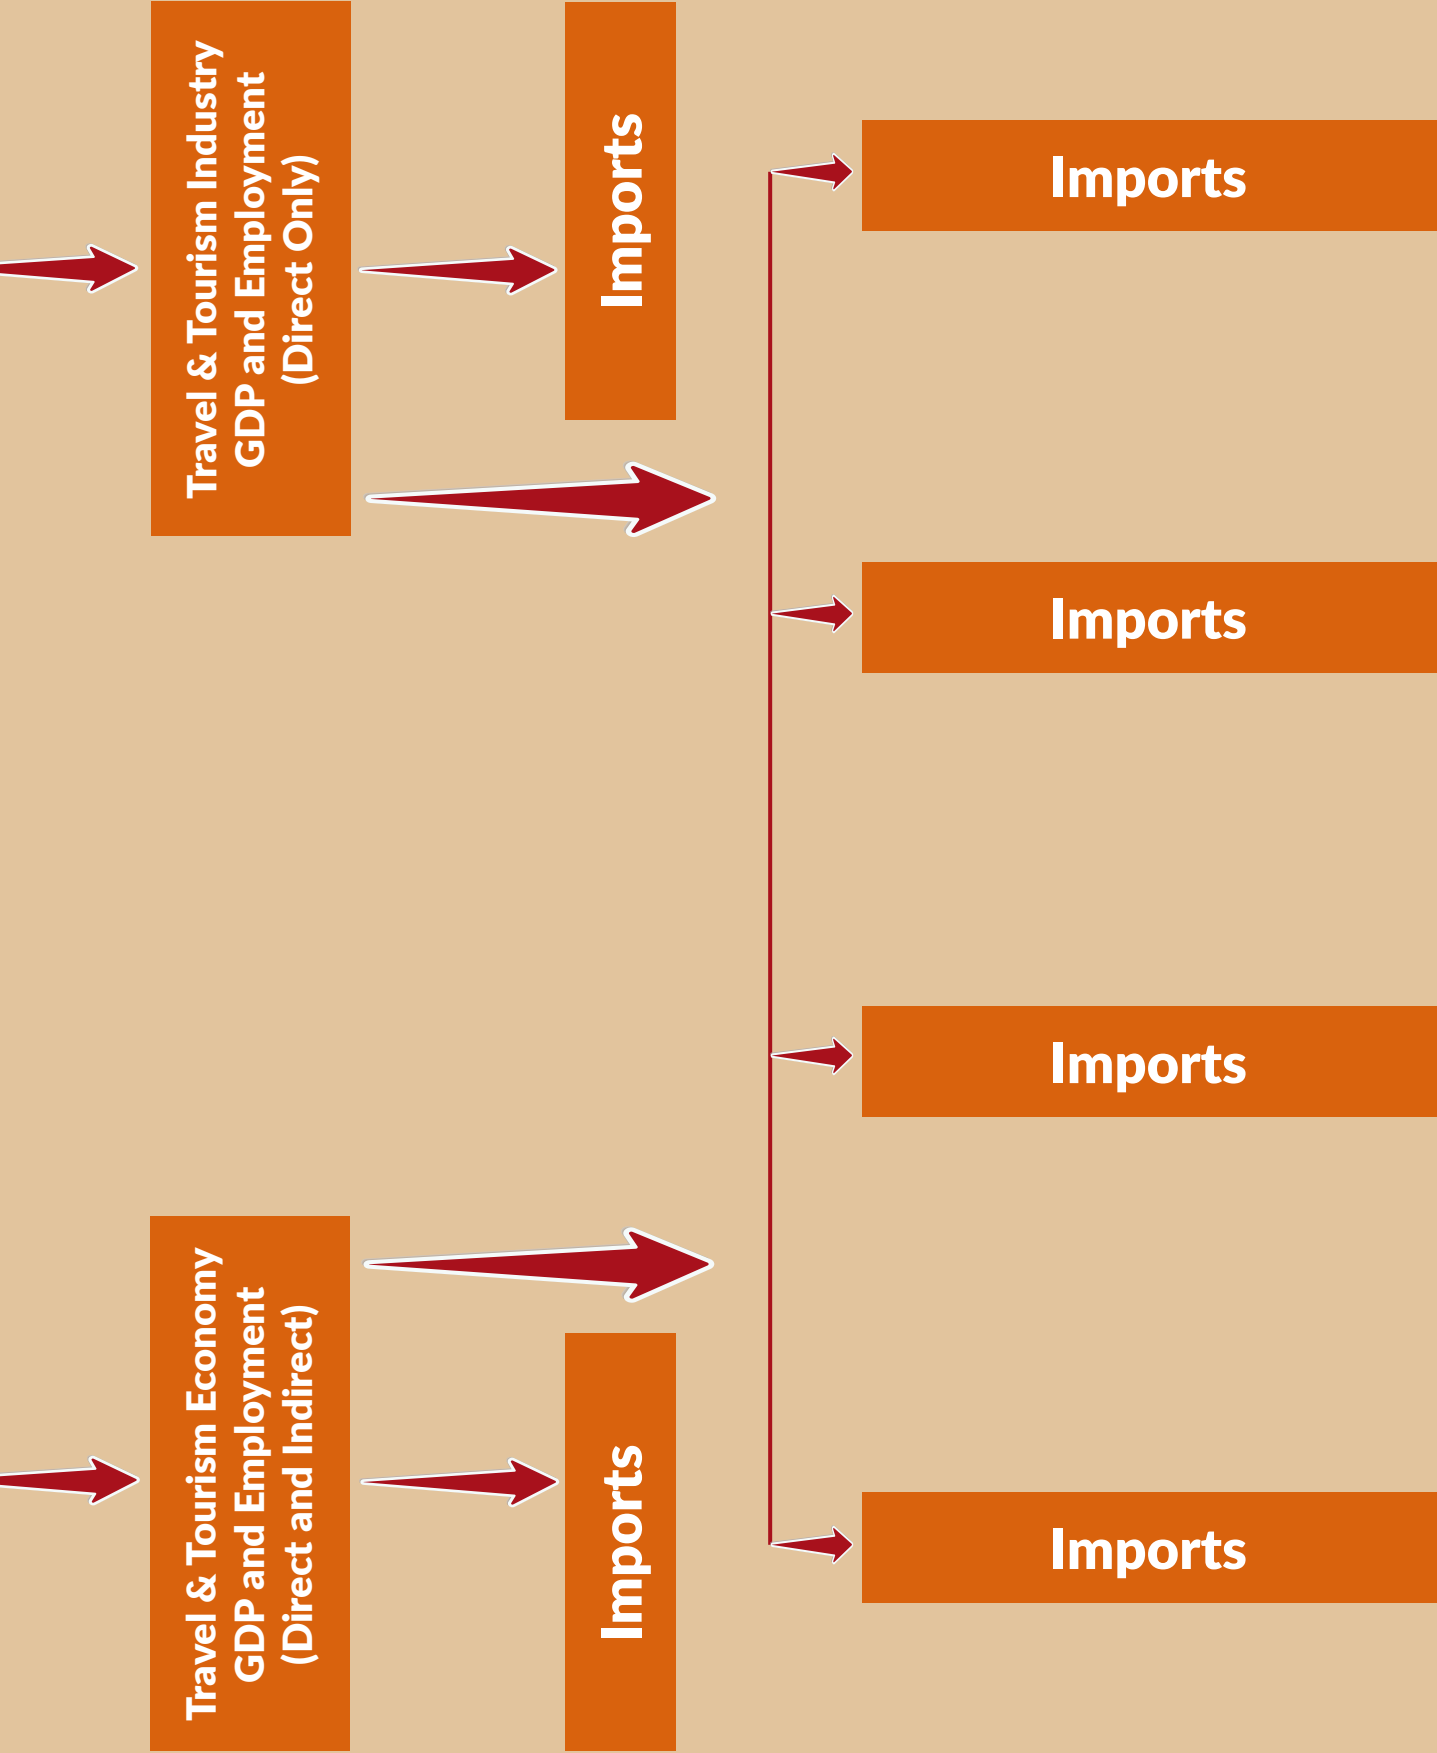 Travel & Tourism Industry
GDP and Employment
(Direct Only)
Imports
Imports
Imports
Imports
Travel & Tourism Economy
GDP and Employment
(Direct and Indirect)
Imports
Imports